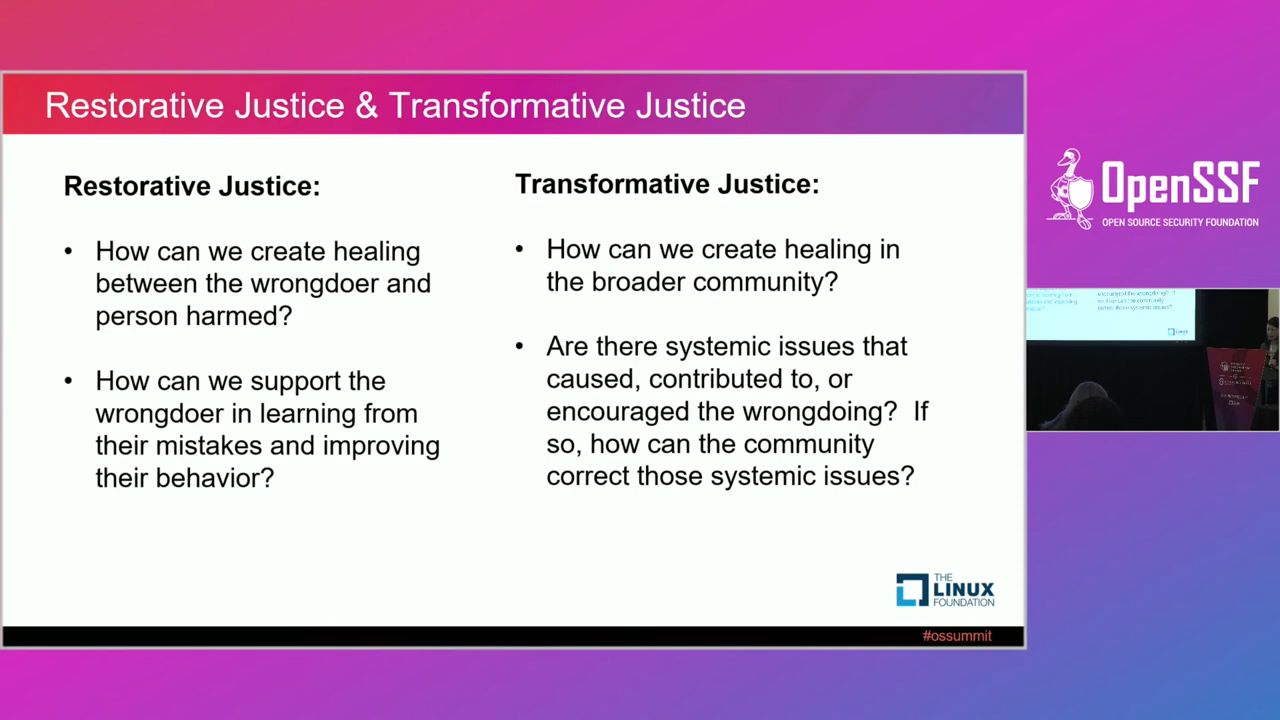 Restorative Justice & Transformative Justice
Restorative Justice:
• How can we create healing
between the wrongdoer and
person harmed?
• How can we support the
wrongdoer in learning from
their mistakes and improving
their behavior?
Transformative Justice:
• How can we create healing in
the broader community?
• Are there systemic issues that
caused, contributed to, or
encouraged the wrongdoing?  If
so, how can the community
correct those systemic issues?
THE
LINUX
FOUNDATION
#ossummit
OpenSSF
OPEN SOURCE SECURITY FOUNDATION